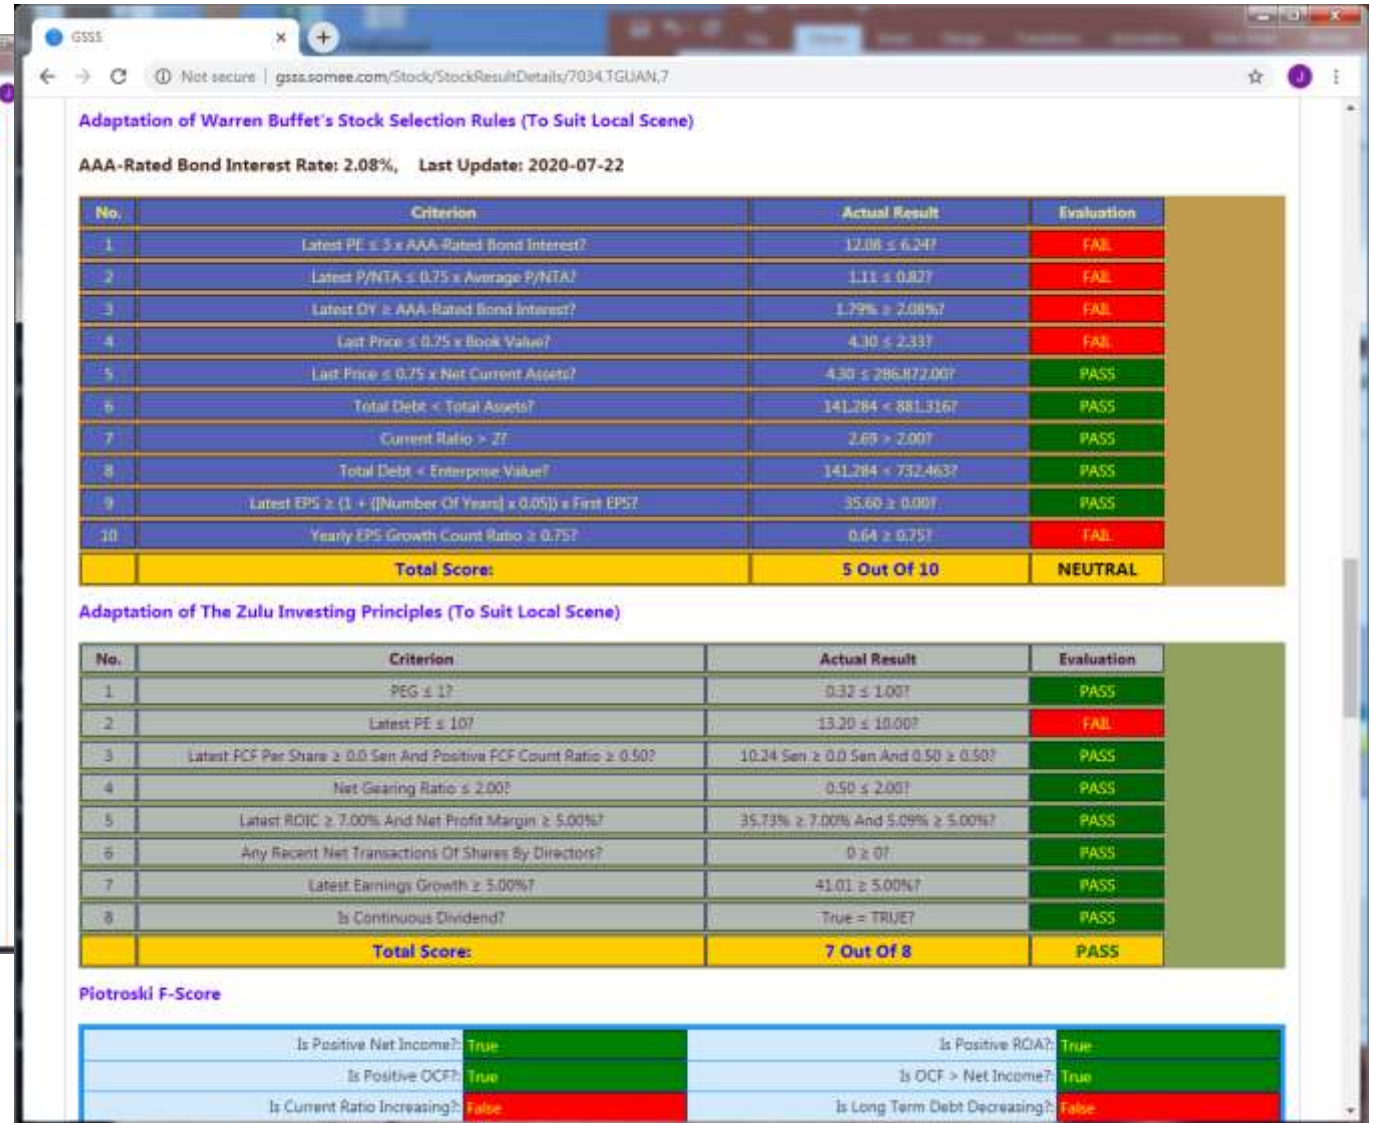 GSSS
Not secure | gsss.somee.com/Stock/StockResultDetails/7034,TGUAN,7
Adaptation of Warren Buffet's Stock Selection Rules (To Suit Local Scene)
AAA-Rated Bond Interest Rate: 2.08%, Last Update: 2020-07-22
No. Criterion Actual Result Evaluation
1 Latest PE ≤ 3 x AAA-Rated Bond Interest? 12.08 ≤ 6.24? FAIL
2 Latest P/NTA ≤ 0.75 x Average P/NTA? 1.11 ≤ 0.82? FAIL
3 Latest DY ≥ AAA-Rated Bond Interest? 1.79% ≥ 2.08%? FAIL
4 Last Price ≤ 0.75 x Book Value? 4.30 ≤ 2.33? FAIL
5 Last Price ≤ 0.75 x Net Current Assets? 4.30 ≤ 286,872.00? PASS
6 Total Debt < Total Assets? 141,284 < 881,316? PASS
7 Current Ratio > 2? 2.69 > 2.00? PASS
8 Total Debt < Enterprise Value? 141,284 < 732,463? PASS
9 Latest EPS ≥ (1 + ([Number Of Years] x 0.05)) x First EPS? 35.60 ≥ 0.00? PASS
10 Yearly EPS Growth Count Ratio ≥ 0.75? 0.64 ≥ 0.75? FAIL
Total Score: 5 Out Of 10 NEUTRAL
Adaptation of The Zulu Investing Principles (To Suit Local Scene)
No. Criterion Actual Result Evaluation
1 PEG ≤ 1? 0.32 ≤ 1.00? PASS
2 Latest PE ≤ 10? 13.20 ≤ 10.00? FAIL
3 Latest FCF Per Share ≥ 0.0 Sen And Positive FCF Count Ratio ≥ 0.50? 10.24 Sen ≥ 0.0 Sen And 0.50 ≥ 0.50? PASS
4 Net Gearing Ratio ≤ 2.00? 0.50 ≤ 2.00? PASS
5 Latest ROIC ≥ 7.00% And Net Profit Margin ≥ 5.00%? 35.73% ≥ 7.00% And 5.09% ≥ 5.00%? PASS
6 Any Recent Net Transactions Of Shares By Directors? 0 ≥ 0? PASS
7 Latest Earnings Growth ≥ 5.00%? 41.01 ≥ 5.00%? PASS
8 Is Continuous Dividend? True = TRUE? PASS
Total Score: 7 Out Of 8 PASS
Piotroski F-Score
Is Positive Net Income?: True Is Positive ROA?: True
Is Positive OCF?: True Is OCF > Net Income?: True
Is Current Ratio Increasing?: False Is Long Term Debt Decreasing?: False